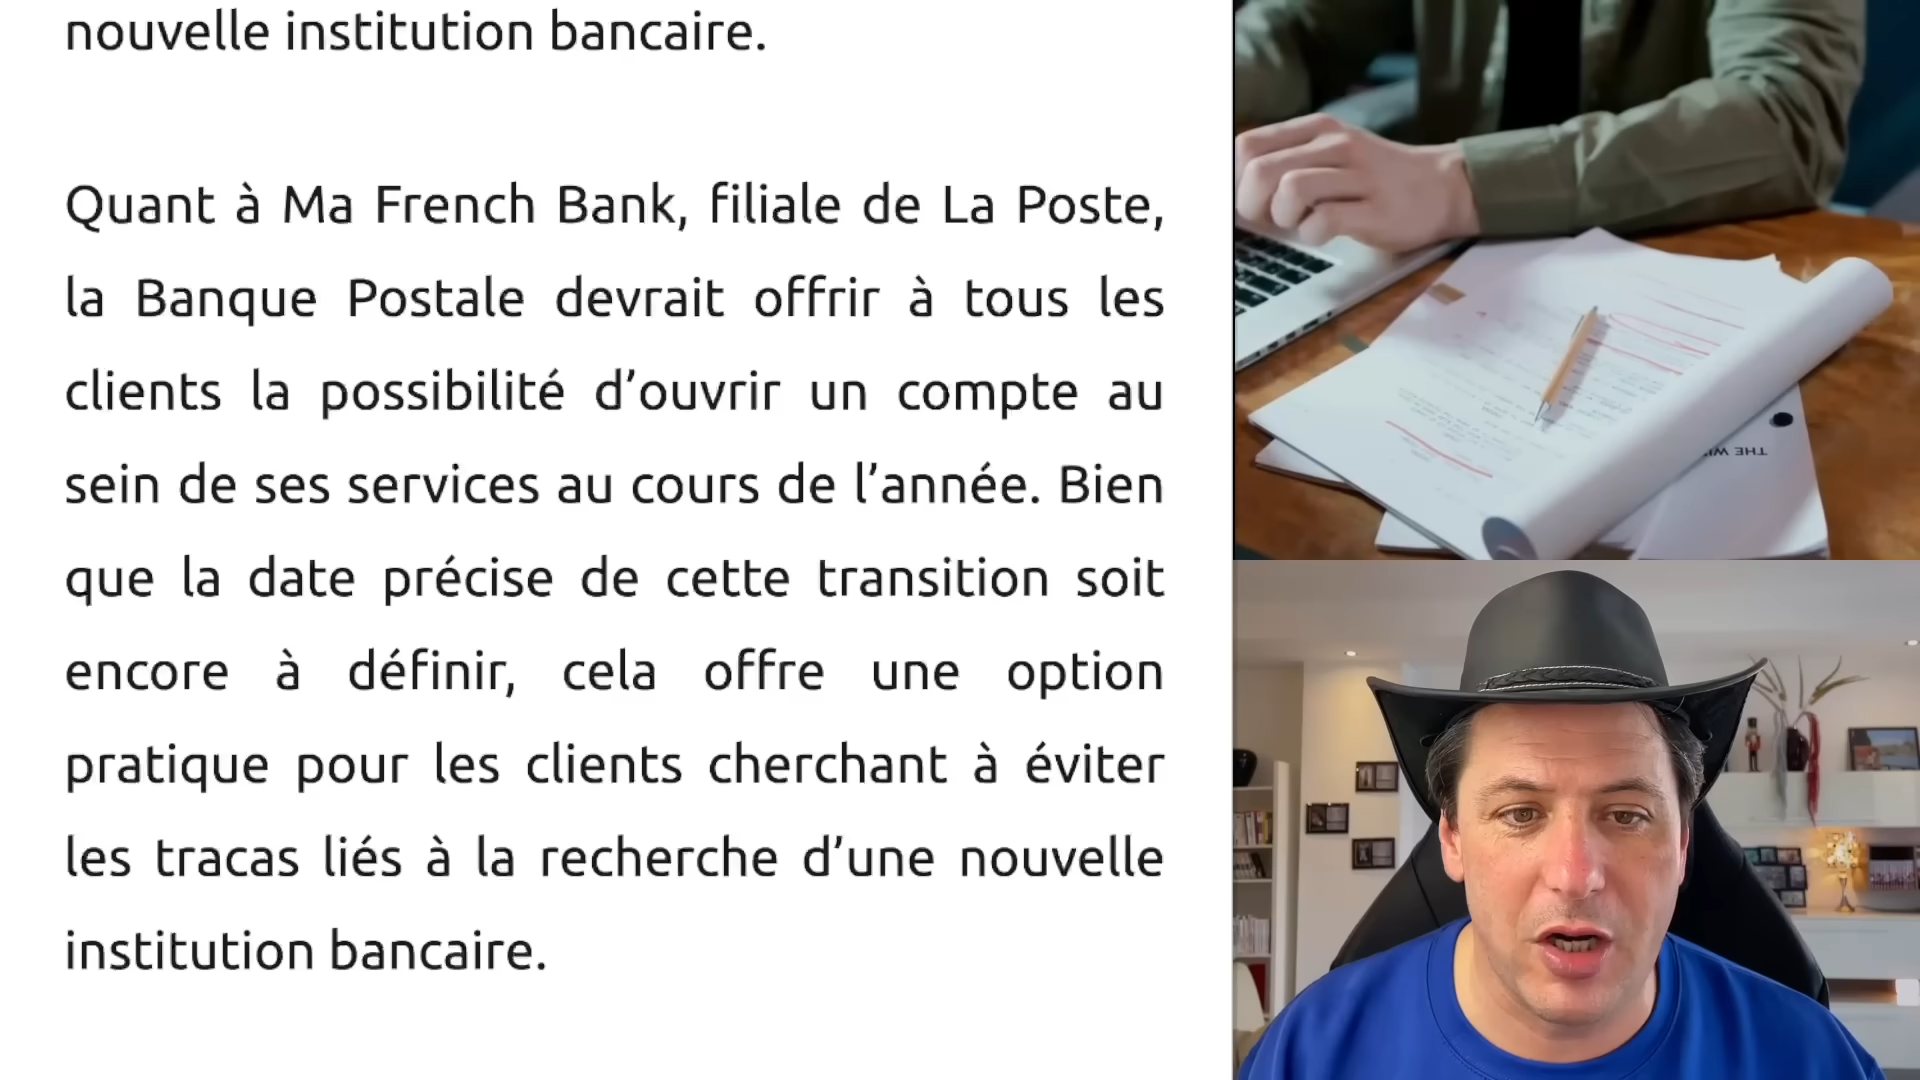 nouvelle institution bancaire.
Quant à Ma French Bank, filiale de La Poste,
la Banque Postale devrait offrir à tous les
clients la possibilité d’ouvrir un compte au
sein de ses services au cours de l’année. Bien
que la date précise de cette transition soit
encore à définir, cela offre une option
pratique pour les clients cherchant à éviter
les tracas liés à la recherche d’une nouvelle
institution bancaire.
THE